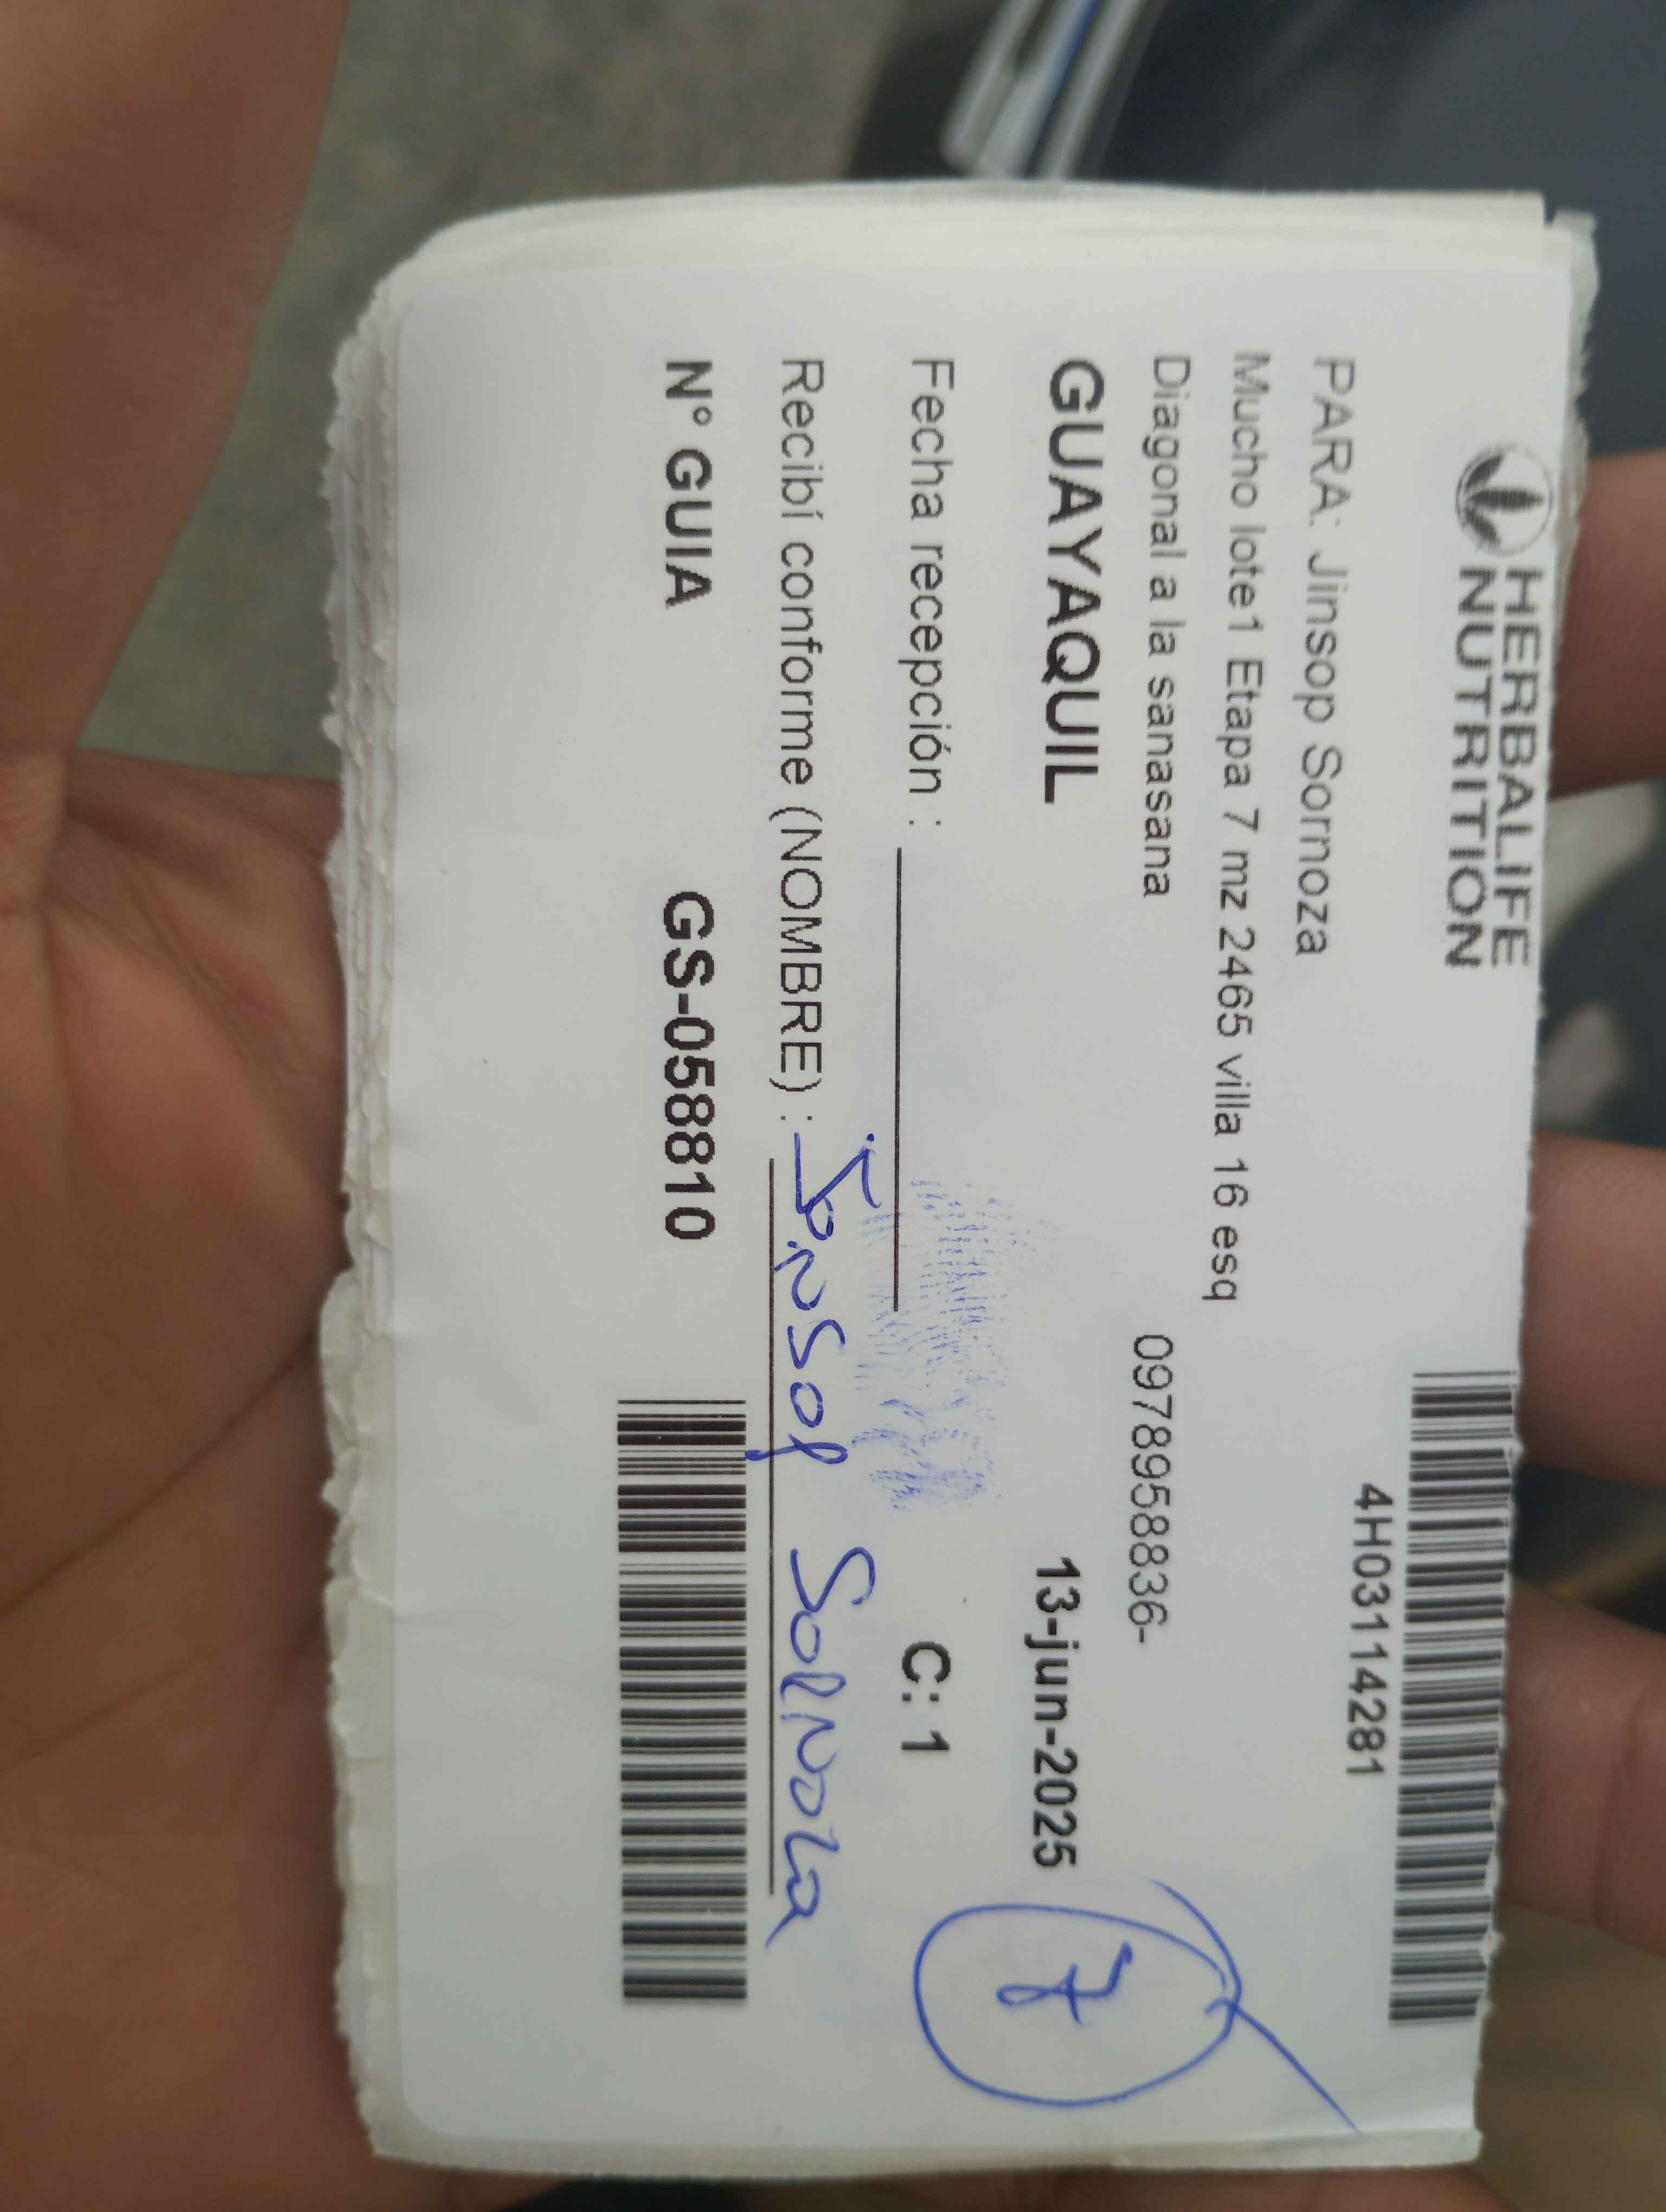 HERBALIFE
NUTRITION
4H03114281
PARA: Jinsop Sornoza
Mucho lote1 Etapa 7 mz 2465 villa 16 esq
Diagonal a la sanasana
0978958836-
GUAYAQUIL
13-jun-2025
7
Fecha recepción :
C: 1
Recibí conforme (NOMBRE) : Jinsop Sornoza
N° GUIA
GS-058810